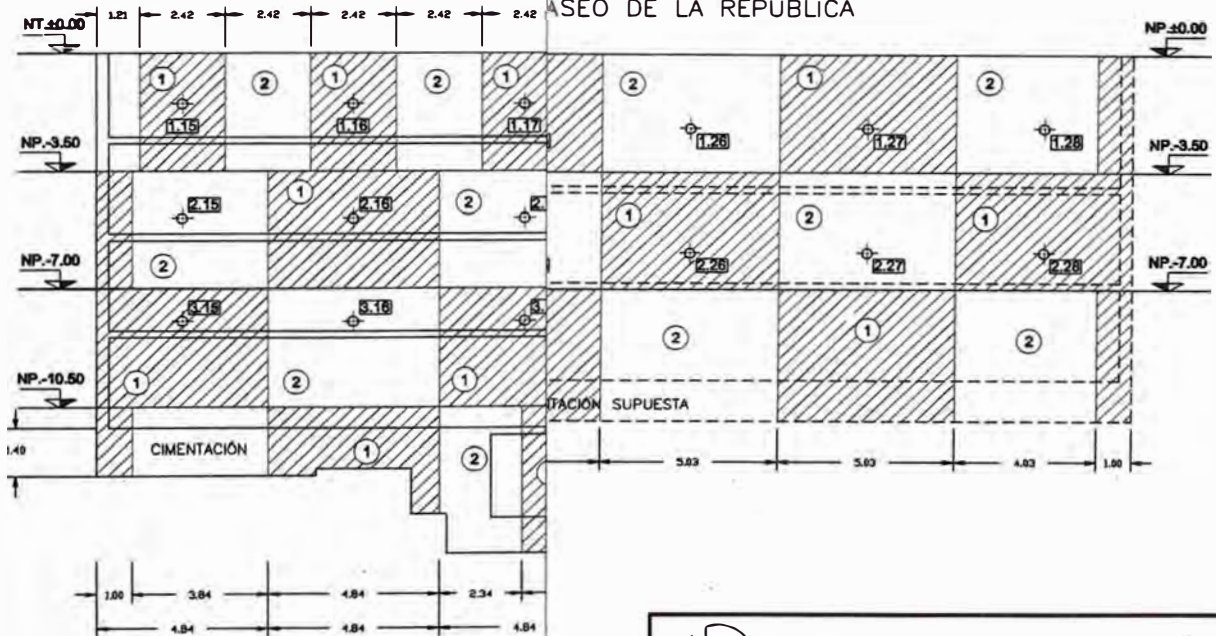 ASEO DE LA REPUBLICA
1.21 2.42 2.42 2.42 2.42 2.42
NT.±0.00 NP.±0.00
1 2 1 2 1 2 1 2
1.15 1.16 1.17 1.26 1.27 1.28
NP.-3.50 NP.-3.50
1 2 1 2 1
2.15 2.16 2. 2.26 2.27 2.28
NP.-7.00 NP.-7.00
2
3.15 3.16 3. 2 1 2
NP.-10.50
1 2 1
TACIÓN SUPUESTA
.40 CIMENTACIÓN 1 2
5.03 5.03 4.03 1.00
1.00 3.84 4.84 2.34
4.84 4.84 4.84